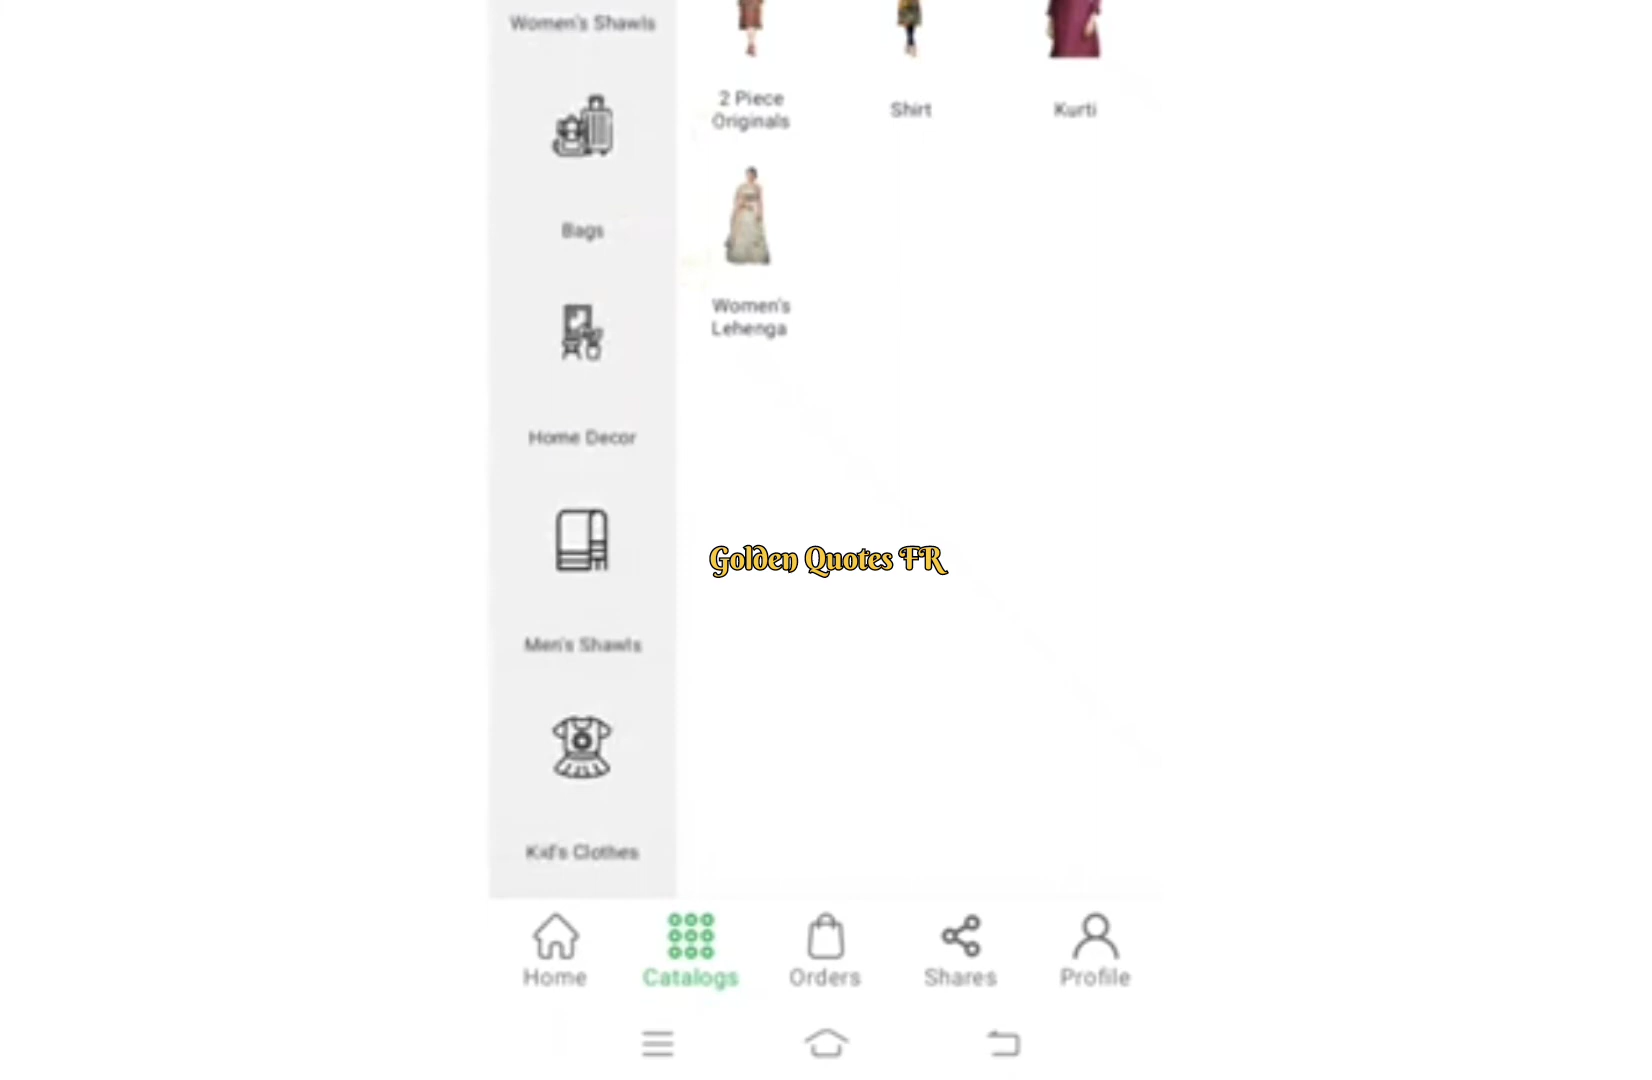 Women's Shawls
Bags
Home Decor
Men's Shawls
Kid's Clothes
2 Piece
Originals
Shirt
Kurti
Women's
Lehenga
Golden Quotes FR
Home
Catalogs
Orders
Shares
Profile